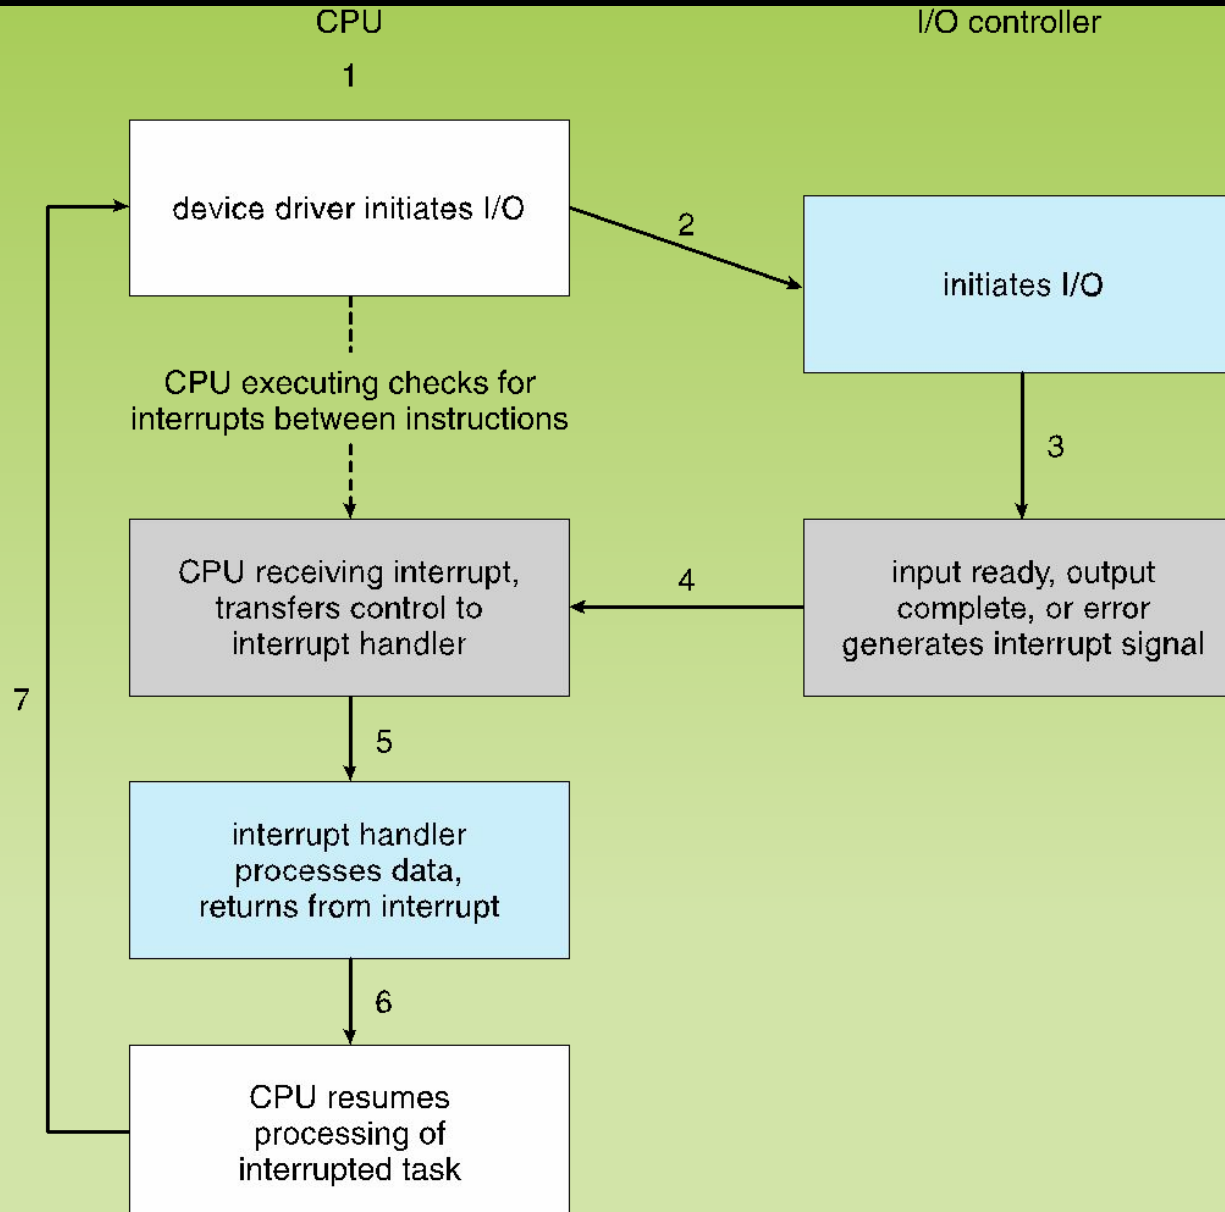 CPU
I/O controller
1
device driver initiates I/O
2
initiates I/O
CPU executing checks for
interrupts between instructions
3
CPU receiving interrupt,
transfers control to
interrupt handler
4
input ready, output
complete, or error
generates interrupt signal
7
5
interrupt handler
processes data,
returns from interrupt
6
CPU resumes
processing of
interrupted task